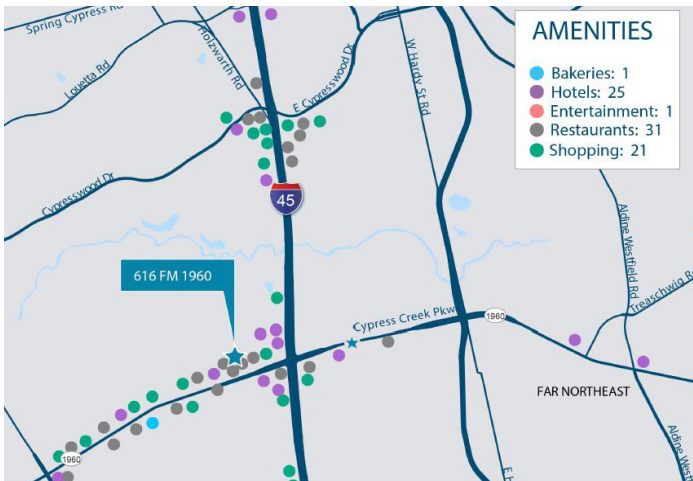 Spring Cypress Rd
Louetta Rd
Holzwarth Rd
E Cypresswood Dr
W Hardy St Rd
AMENITIES
Bakeries: 1
Hotels: 25
Entertainment: 1
Restaurants: 31
Shopping: 21
Cypresswood Dr
45
Aldine Westfield Rd
616 FM 1960
Treaschwig R
Cypress Creek Pkwy
1960
FAR NORTHEAST
1960
Aldine West
E H